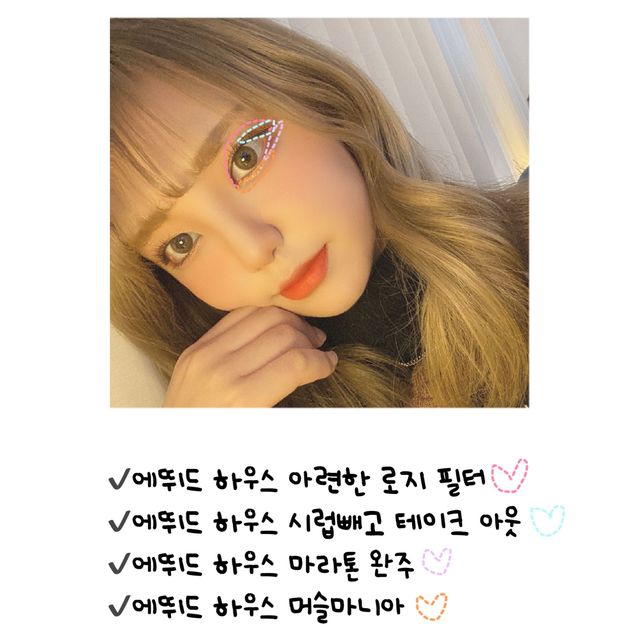 ✓에뛰드 하우스 아련한 로지 필터
✓에뛰드 하우스 시럽빼고 테이크 아웃
✓에뛰드 하우스 마라톤 완주
✓에뛰드 하우스 머슬마니아